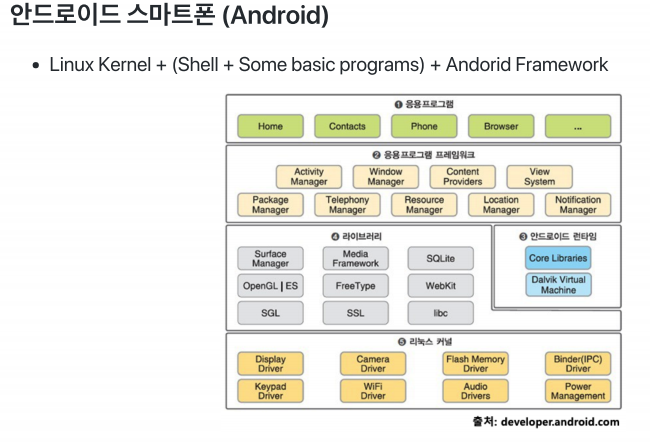 안드로이드 스마트폰 (Android)
• Linux Kernel + (Shell + Some basic programs) + Andorid Framework
❶ 응용프로그램
Home Contacts Phone Browser ...
❷ 응용프로그램 프레임워크
Activity Manager Window Manager Content Providers View System
Package Manager Telephony Manager Resource Manager Location Manager Notification Manager
❹ 라이브러리
Surface Manager Media Framework SQLite
OpenGL | ES FreeType WebKit
SGL SSL libc
❸ 안드로이드 런타임
Core Libraries
Dalvik Virtual Machine
❺ 리눅스 커널
Display Driver Camera Driver Flash Memory Driver Binder(IPC) Driver
Keypad Driver WiFi Driver Audio Drivers Power Management
출처: developer.android.com